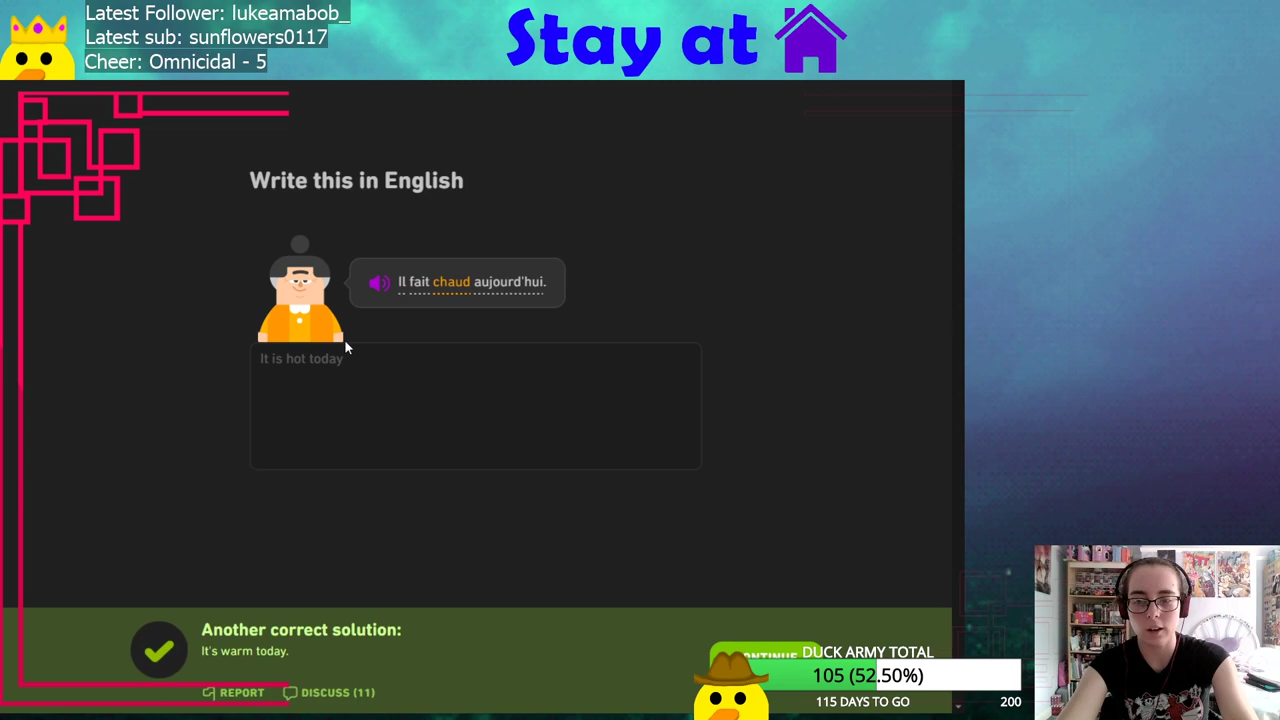 Latest Follower: lukeamabob_
Latest sub: sunflowers0117
Cheer: Omnicidal - 5
Stay at
Write this in English
Il fait chaud aujourd'hui.
It is hot today
Another correct solution:
It's warm today.
REPORT
DISCUSS (11)
CONTINUE
DUCK ARMY TOTAL
105 (52.50%)
115 DAYS TO GO
200